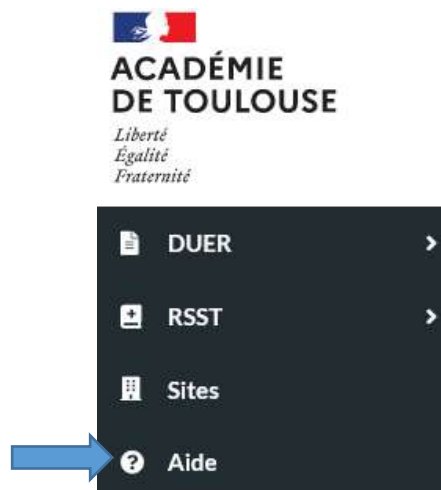 ACADÉMIE
DE TOULOUSE
Liberté
Égalité
Fraternité
DUER
RSST
Sites
Aide